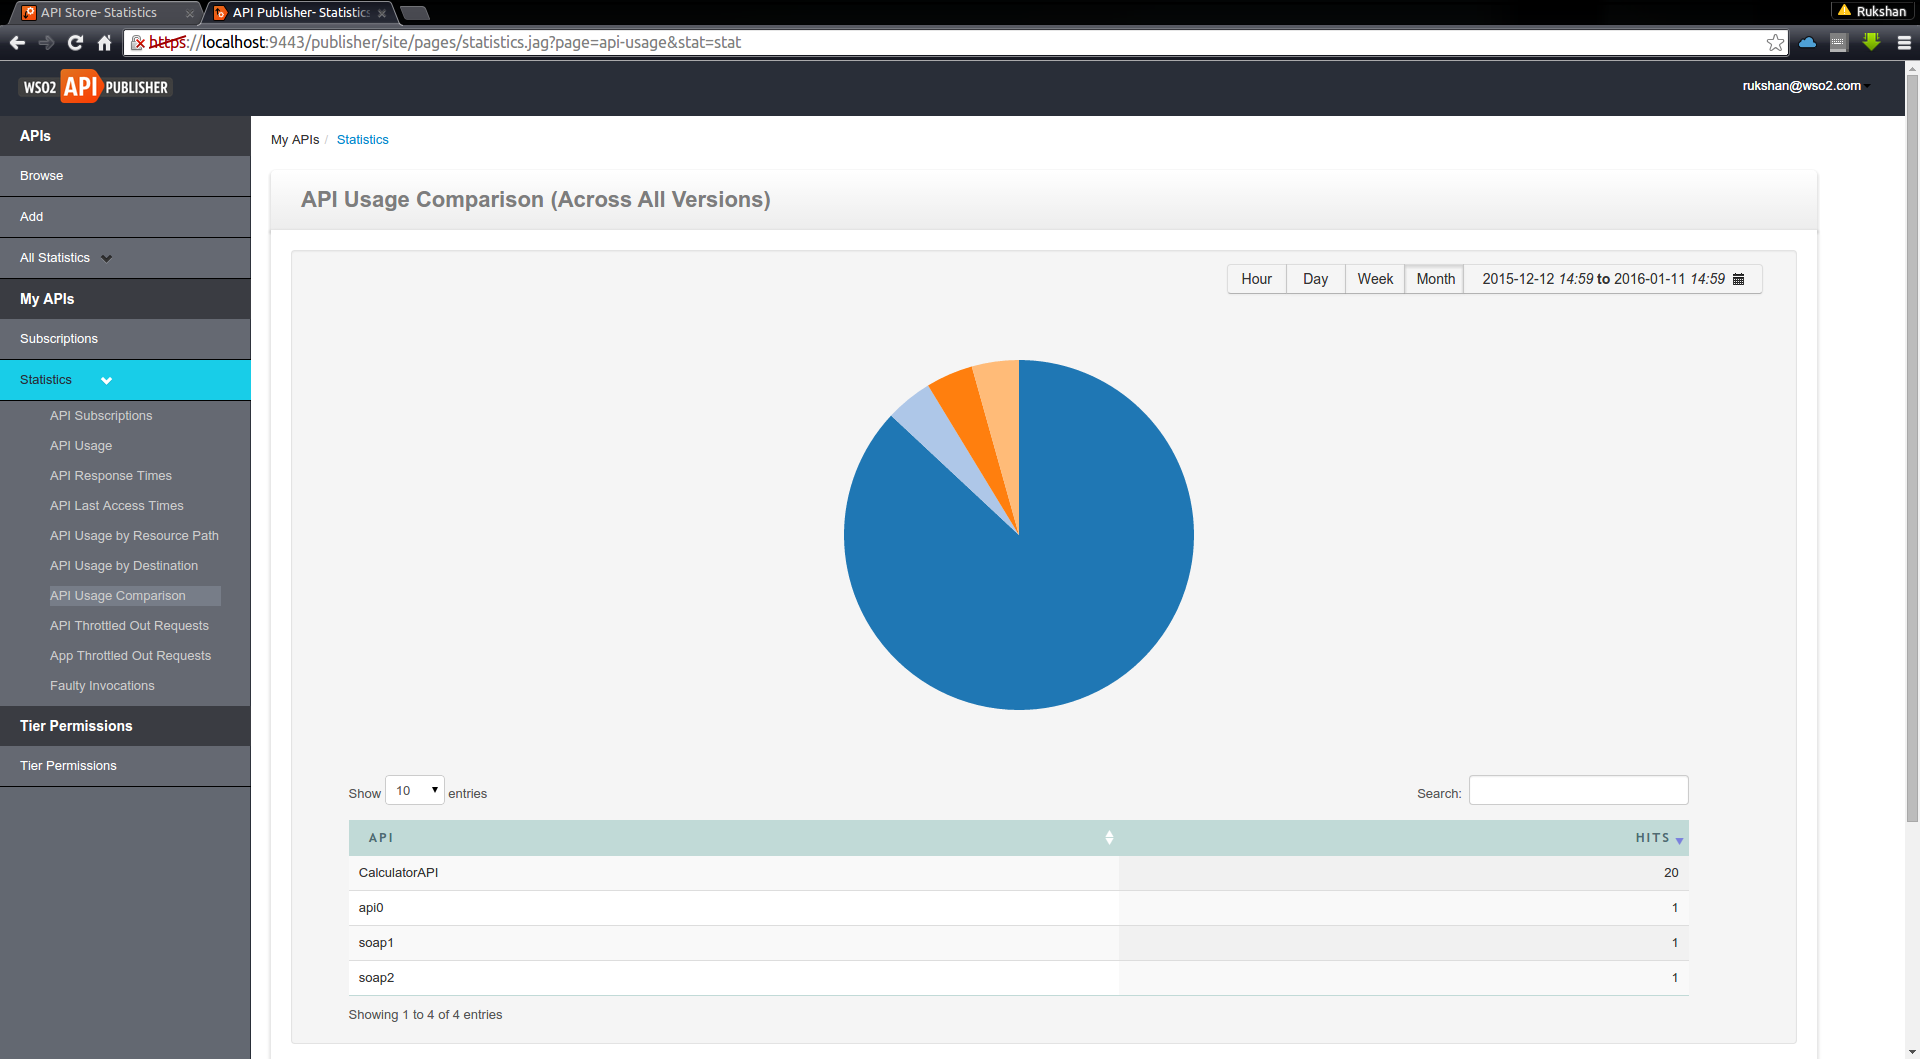 API Store- Statistics
API Publisher- Statistics
Rukshan
https://localhost:9443/publisher/site/pages/statistics.jag?page=api-usage&stat=stat
WSO2 API PUBLISHER
rukshan@wso2.com
APIs
Browse
Add
All Statistics
My APIs
Subscriptions
Statistics
API Subscriptions
API Usage
API Response Times
API Last Access Times
API Usage by Resource Path
API Usage by Destination
API Usage Comparison
API Throttled Out Requests
App Throttled Out Requests
Faulty Invocations
Tier Permissions
Tier Permissions
My APIs / Statistics
API Usage Comparison (Across All Versions)
Hour Day Week Month 2015-12-12 14:59 to 2016-01-11 14:59
Show 10 entries
Search:
API HITS
CalculatorAPI 20
api0 1
soap1 1
soap2 1
Showing 1 to 4 of 4 entries